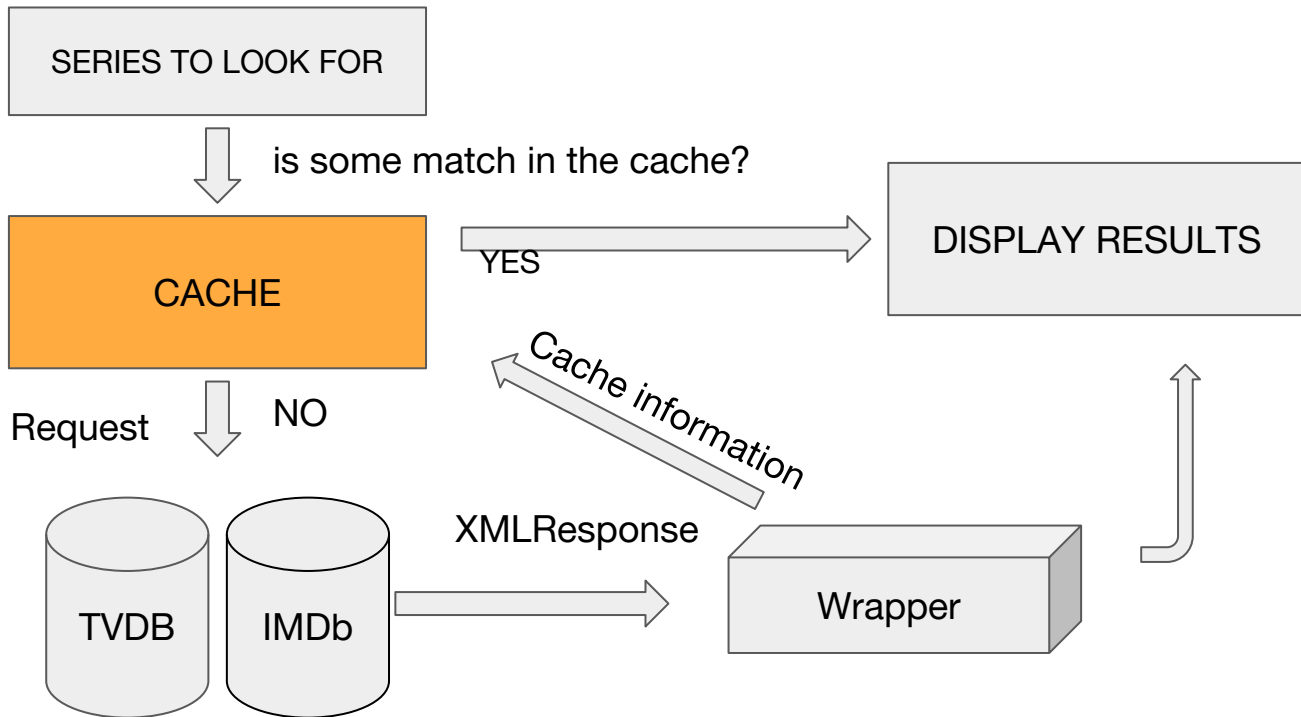 SERIES TO LOOK FOR
is some match in the cache?
CACHE
YES
DISPLAY RESULTS
Request
NO
Cache information
TVDB
IMDb
XMLResponse
Wrapper